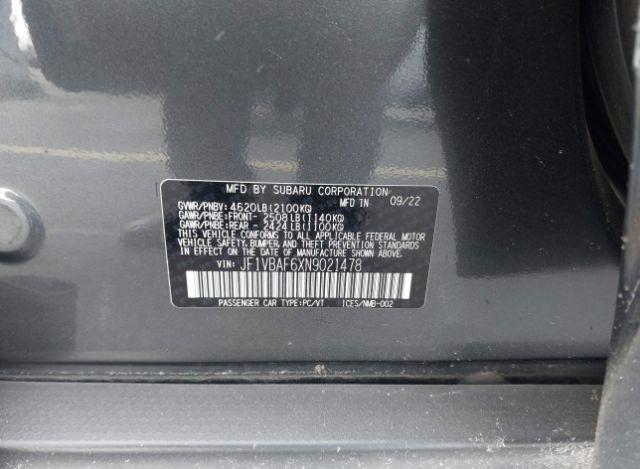 MFD BY SUBARU CORPORATION
GVWR/PNBV: 4620LB(2100KG) MFD IN 09/22
GAWR/PNBE:FRONT- 2508LB(1140KG)
GAWR/PNBE:REAR - 2424LB(1100KG)
THIS VEHICLE CONFORMS TO ALL APPLICABLE FEDERAL MOTOR
VEHICLE SAFETY, BUMPER, AND THEFT PREVENTION STANDARDS
IN EFFECT ON THE DATE OF MANUFACTURE SHOWN ABOVE.
VIN: JF1VBAF6XN9021478
PASSENGER CAR TYPE:PC/VT ICES/NMB-002